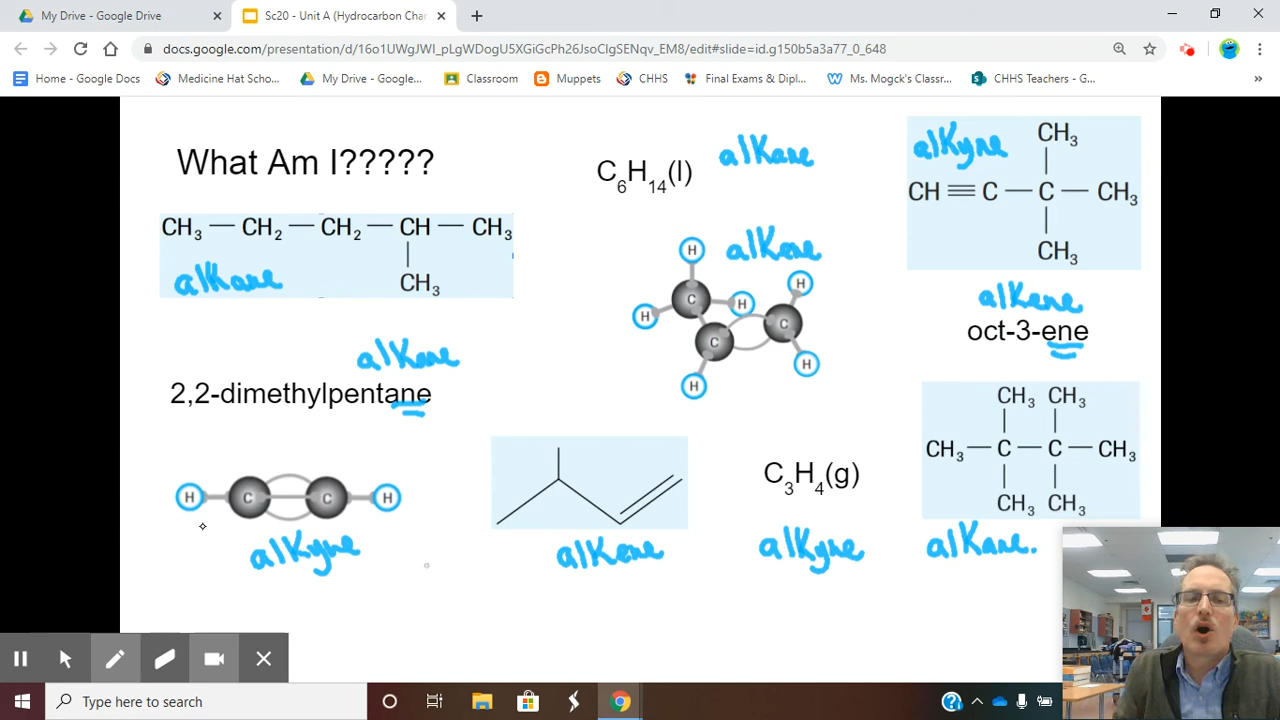 My Drive - Google Drive
Sc20 - Unit A (Hydrocarbon Char
docs.google.com/presentation/d/16o1UWgJWI_pLGWDogU5XGiGcPh26JsoClgSENqv_EM8/edit#slide=id.g150b5a3a77_0_648
Home - Google Docs
Medicine Hat Scho...
My Drive - Google...
Classroom
Muppets
CHHS
Final Exams & Dipl...
Ms. Mogck's Classr...
CHHS Teachers - G...
What Am I?????
CH₃ — CH₂ — CH₂ — CH — CH₃
CH₃
alkane
C₆H₁₄(l)
alkane
alkyne
CH₃
CH ≡ C — C — CH₃
CH₃
alkene
H
H
H
H
C
C
C
H
H
alkene
oct-3-ene
alkane
2,2-dimethylpentane
H
C
C
H
alkyne
alkene
C₃H₄(g)
alkyne
CH₃ CH₃
CH₃ — C — C — CH₃
CH₃ CH₃
alkane.
Type here to search